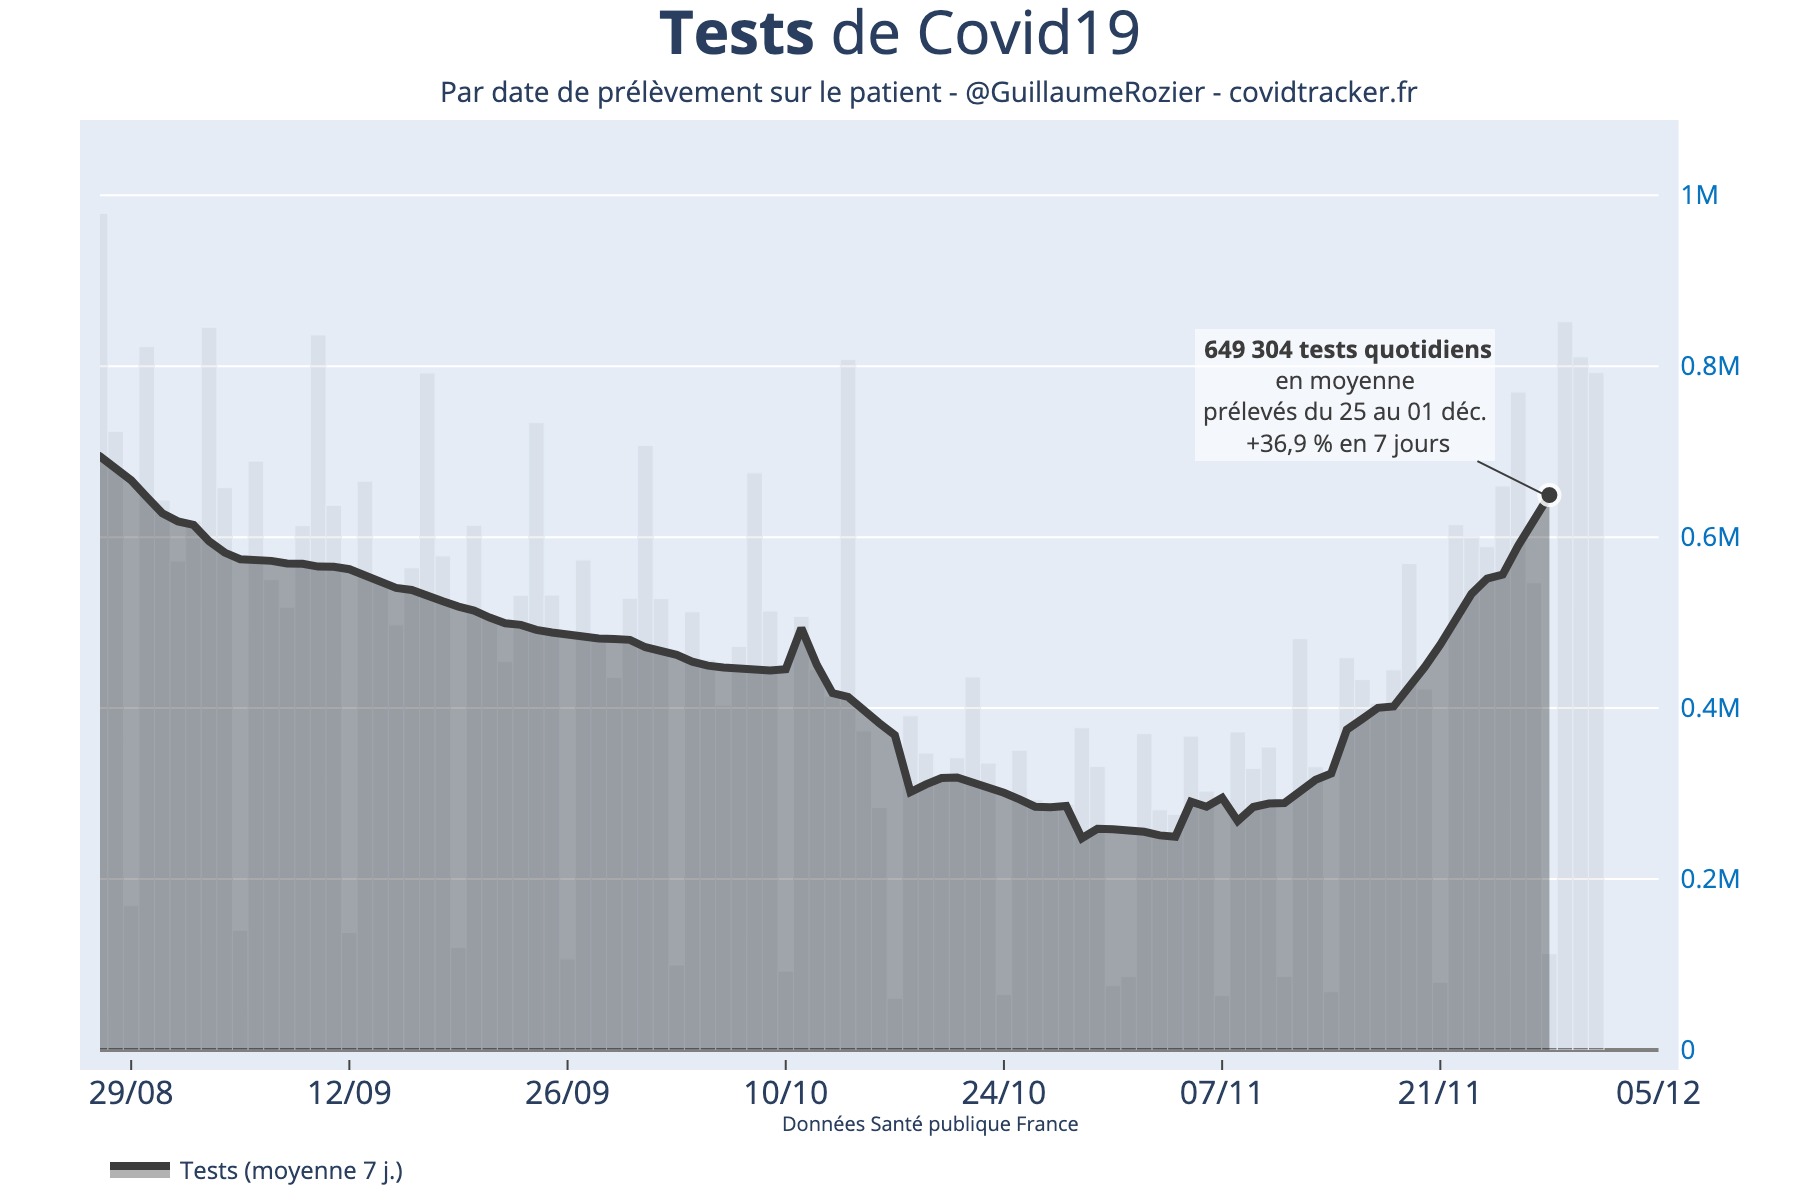 Tests de Covid19
Par date de prélèvement sur le patient - @GuillaumeRozier - covidtracker.fr
1M
0.8M
0.6M
0.4M
0.2M
0
649 304 tests quotidiens
en moyenne
prélevés du 25 au 01 déc.
+36,9 % en 7 jours
29/08 12/09 26/09 10/10 24/10 07/11 21/11 05/12
Données Santé publique France
Tests (moyenne 7 j.)